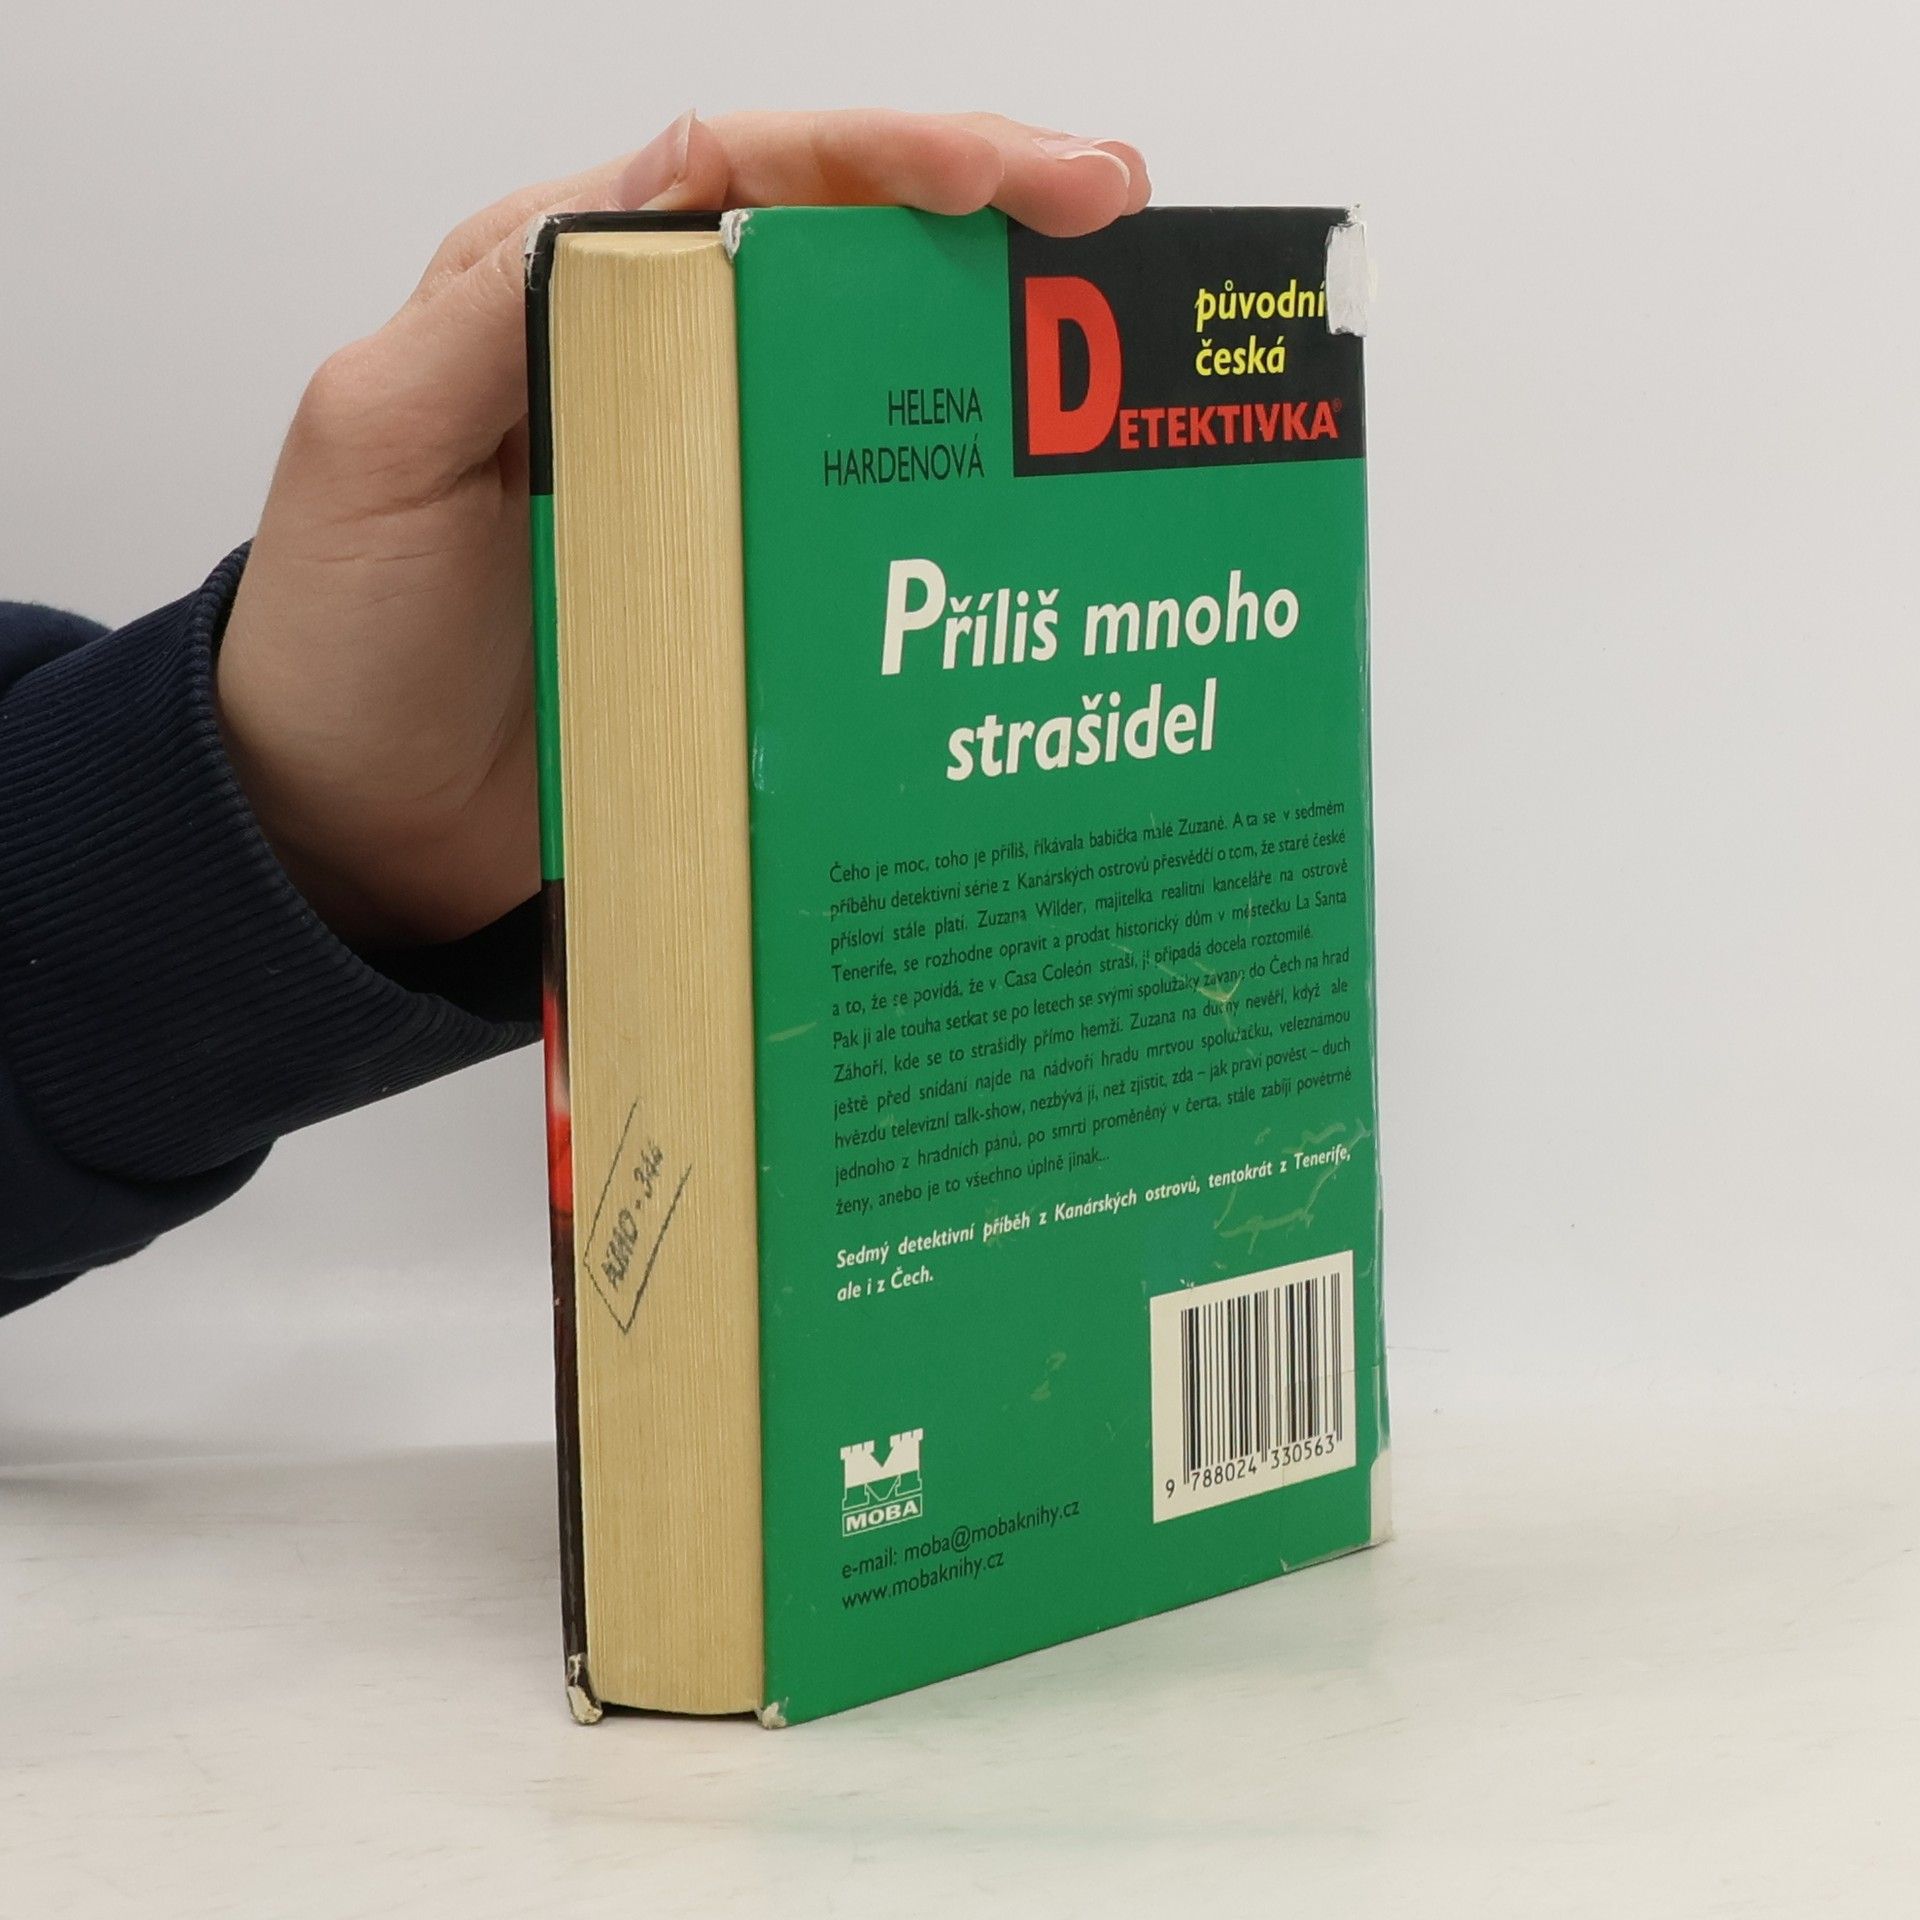 původní
česká
DETEKTIVKA®
HELENA
HARDENOVÁ
Příliš mnoho
strašidel
Čeho je moc, toho je příliš, říkávala babička malé Zuzaně. A ta se v sedmém
příběhu detektivní série z Kanárských ostrovů přesvědčí o tom, že staré české
přísloví stále platí. Zuzana Wilder, majitelka realitní kanceláře na ostrově
Tenerife, se rozhodne opravit a prodat historický dům v městečku La Santa
a to, že se povídá, že v Casa Coleón straší, jí připadá docela roztomilé.
Pak ji ale touha setkat se po letech se svými spolužáky zavane do Čech na hrad
Záhoří, kde se to strašidly přímo hemží. Zuzana na duchy nevěří, když ale
ještě před snídaní najde na nádvoří hradu mrtvou spolužačku, veleznámou
hvězdu televizní talk-show, nezbývá jí, než zjistit, zda – jak praví pověst – duch
jednoho z hradních pánů, po smrti proměněný v čerta, stále zabíjí povětrné
ženy, anebo je to všechno úplně jinak...
Sedmý detektivní příběh z Kanárských ostrovů, tentokrát z Tenerife,
ale i z Čech.
9 788024 330563
MOBA
e-mail: moba@mobaknihy.cz
www.mobaknihy.cz